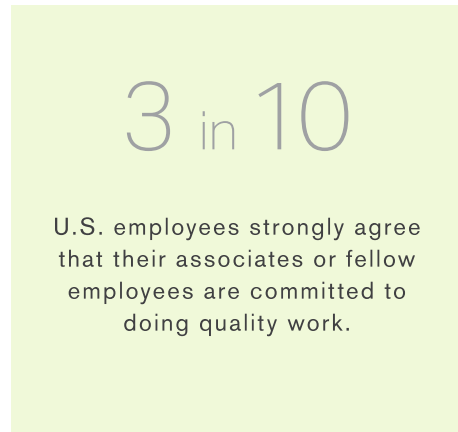 3 in 10
U.S. employees strongly agree
that their associates or fellow
employees are committed to
doing quality work.